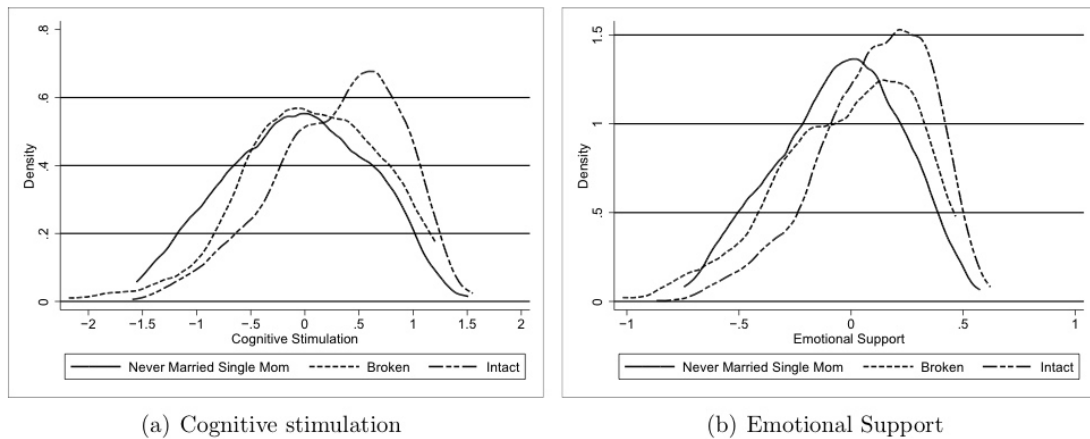 .8
.6
.4
.2
0
Density
−2
−1.5
−1
−.5
0
.5
1
1.5
2
Cognitive Stimulation
Never Married Single Mom
Broken
Intact
(a) Cognitive stimulation
1.5
1
.5
0
Density
−1
−.5
0
.5
1
Emotional Support
Never Married Single Mom
Broken
Intact
(b) Emotional Support